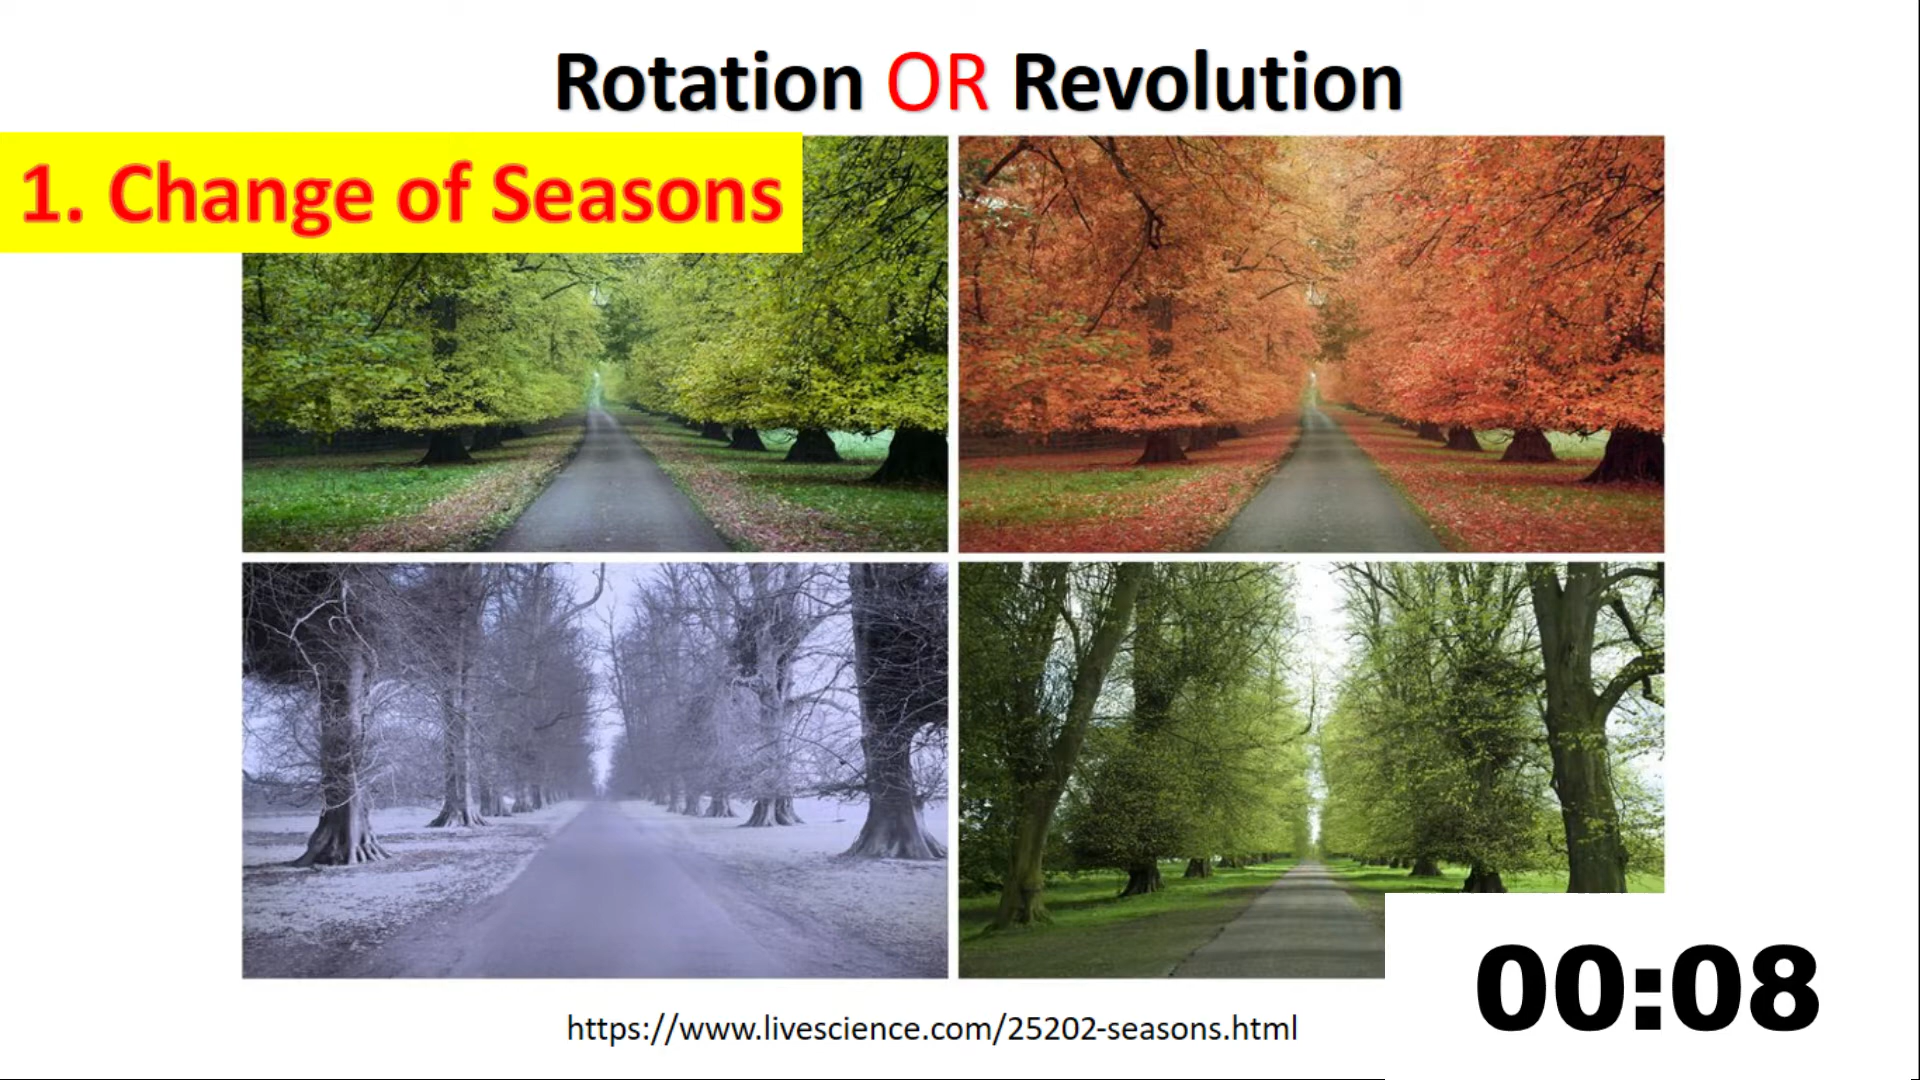 Rotation OR Revolution
1. Change of Seasons
00:08
https://www.livescience.com/25202-seasons.html